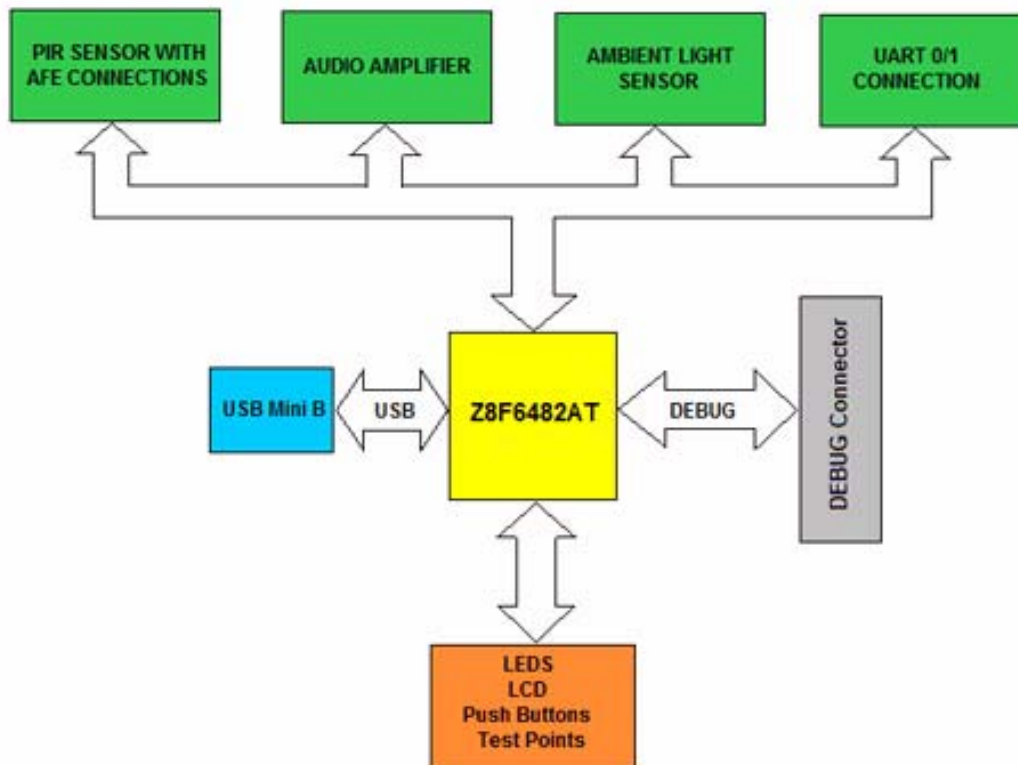 PIR SENSOR WITH
AFE CONNECTIONS
AUDIO AMPLIFIER
AMBIENT LIGHT
SENSOR
UART 0/1
CONNECTION
USB Mini B
USB
Z8F6482AT
DEBUG
DEBUG Connector
LEDS
LCD
Push Buttons
Test Points